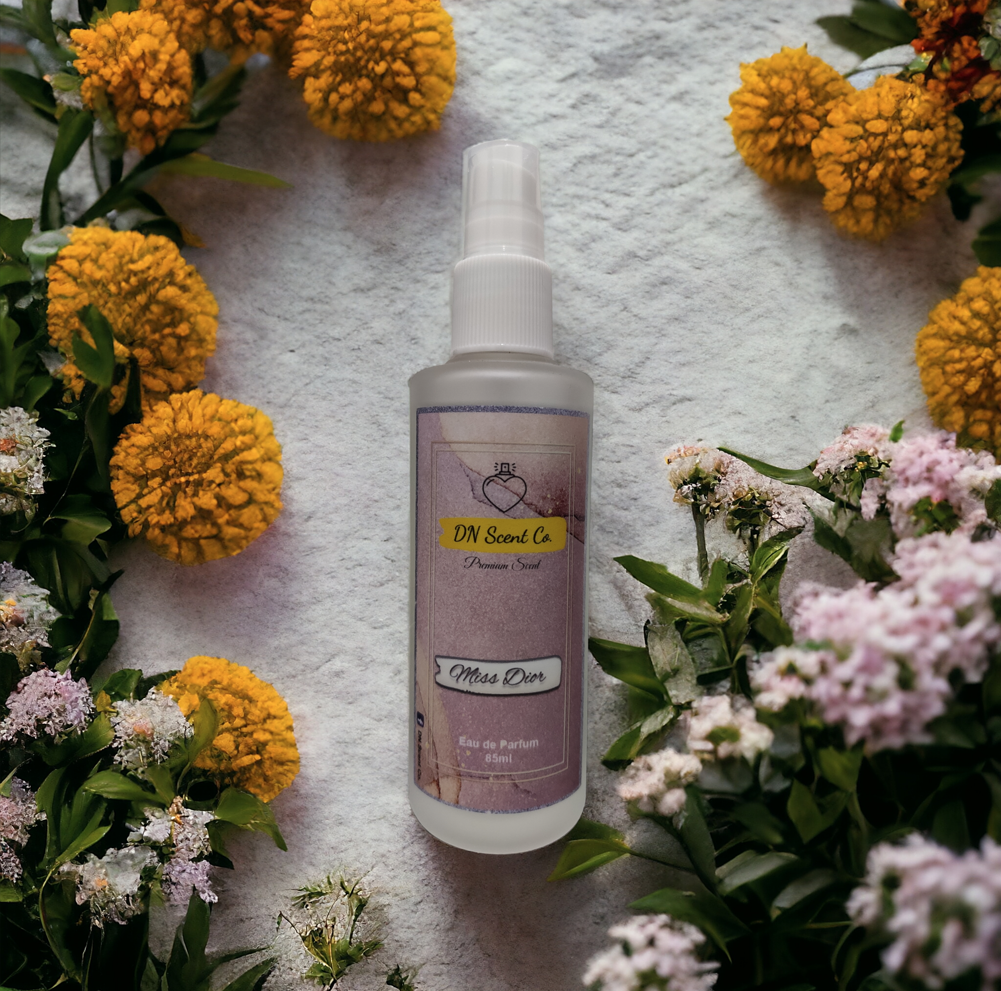 DN Scent Co.
Premium Scent
Miss Dior
Eau de Parfum
65ml